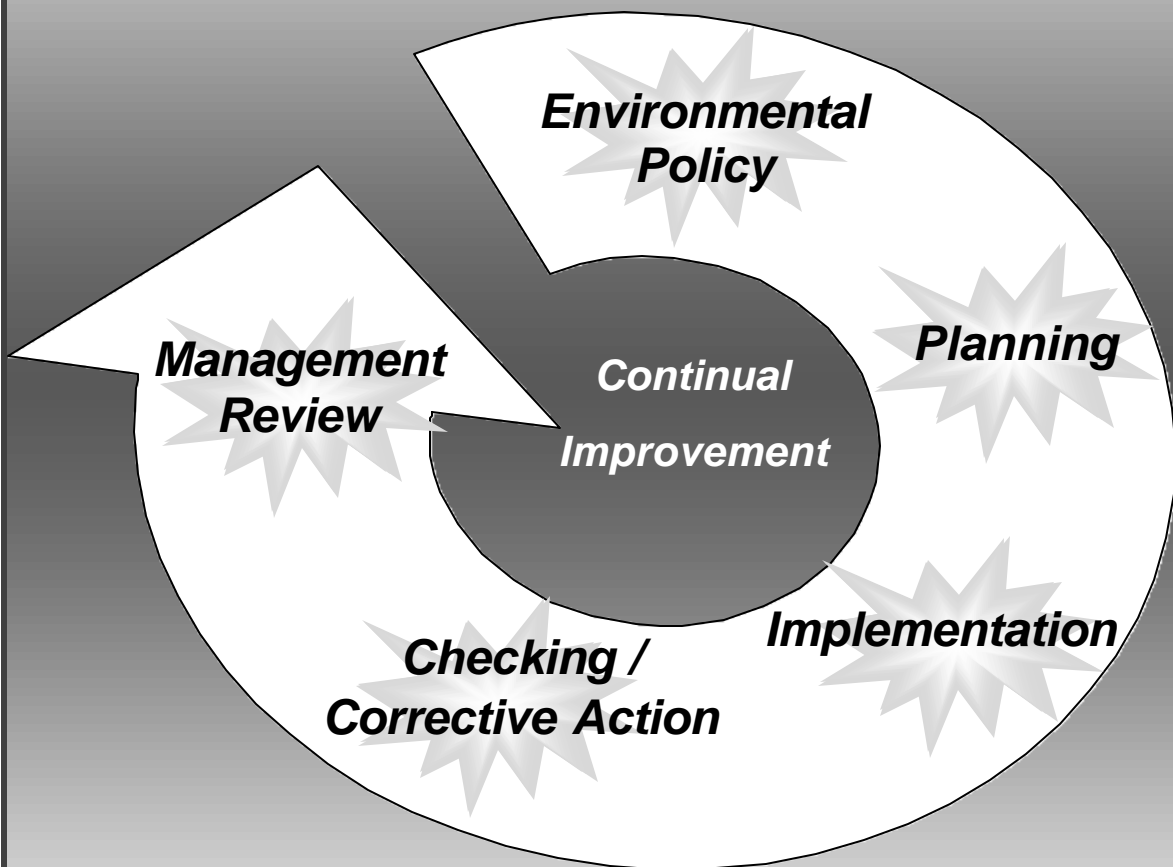 Environmental
Policy
Planning
Implementation
Checking /
Corrective Action
Management
Review
Continual
Improvement